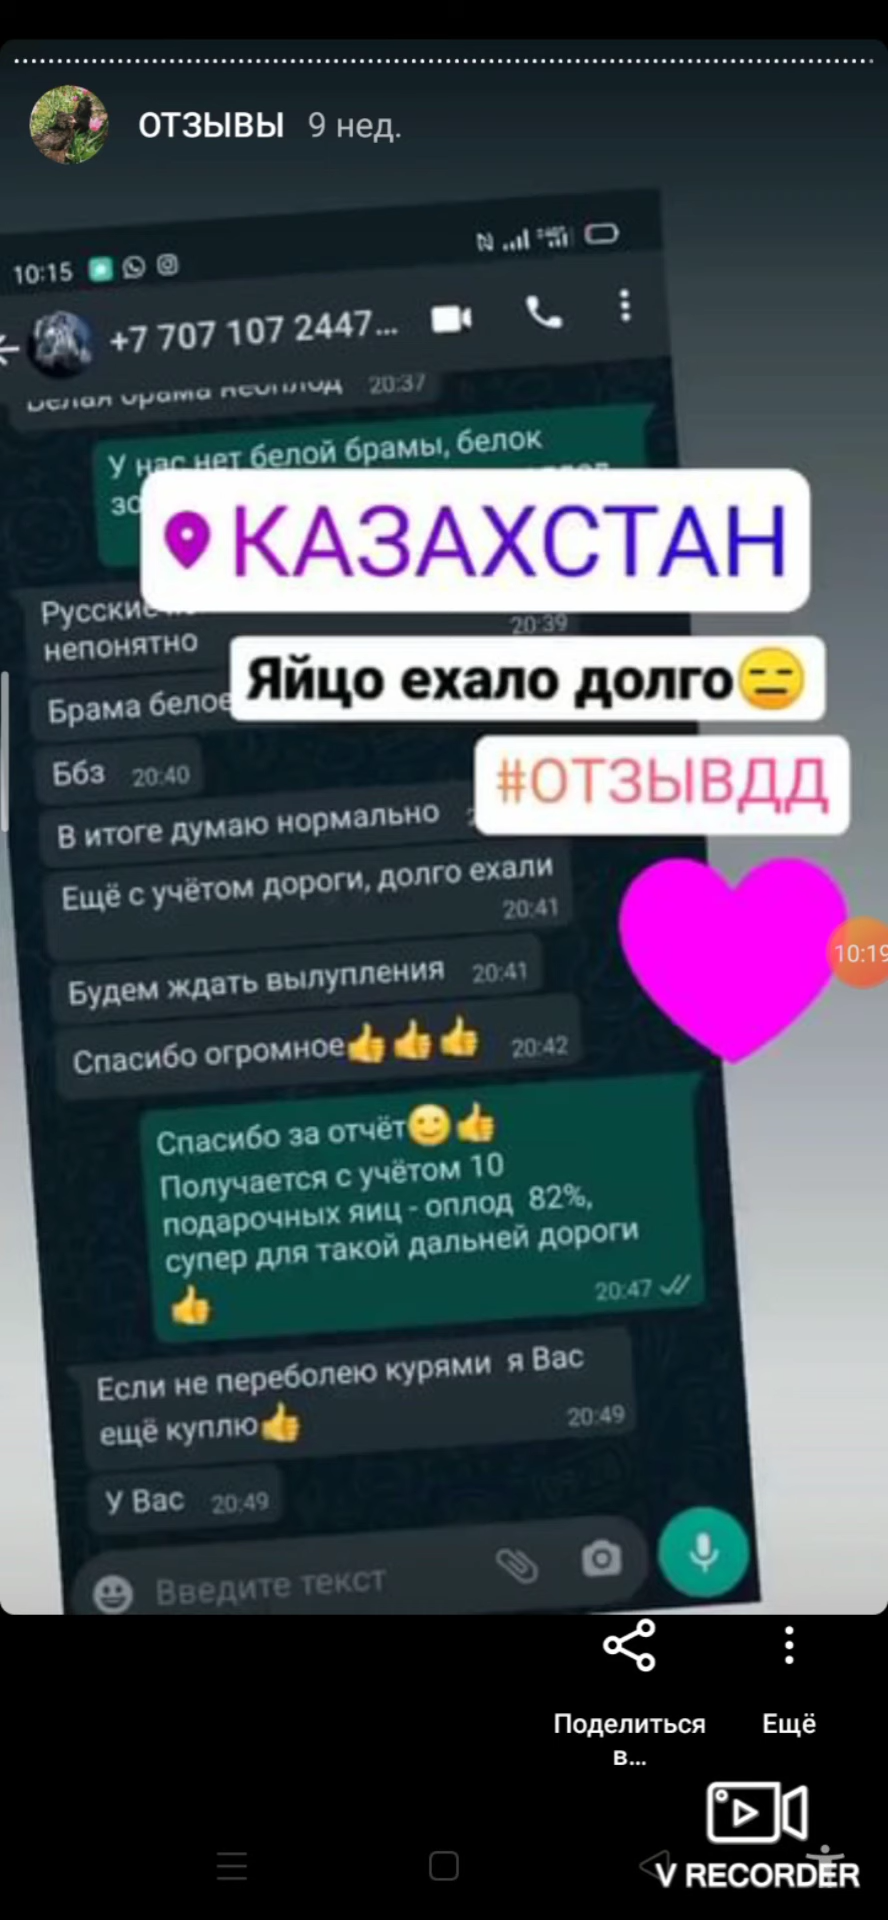 ОТЗЫВЫ 9 нед.
10:15
+7 707 107 2447...
Белая брама неоплод 20:37
У нас нет белой брамы, белок
КАЗАХСТАН
Русские
непонятно 20:39
Яйцо ехало долго😑
Брама белое
#ОТЗЫВДД
Ббз 20:40
В итоге думаю нормально
Ещё с учётом дороги, долго ехали
20:41
10:19
Будем ждать вылупления 20:41
Спасибо огромное👍👍👍 20:42
Спасибо за отчёт🙂👍
Получается с учётом 10
подарочных яиц - оплод 82%,
супер для такой дальней дороги
👍 20:47
Если не переболею курями я Вас
ещё куплю👍 20:49
У Вас 20:49
Введите текст
Поделиться
в...
Ещё
V RECORDER